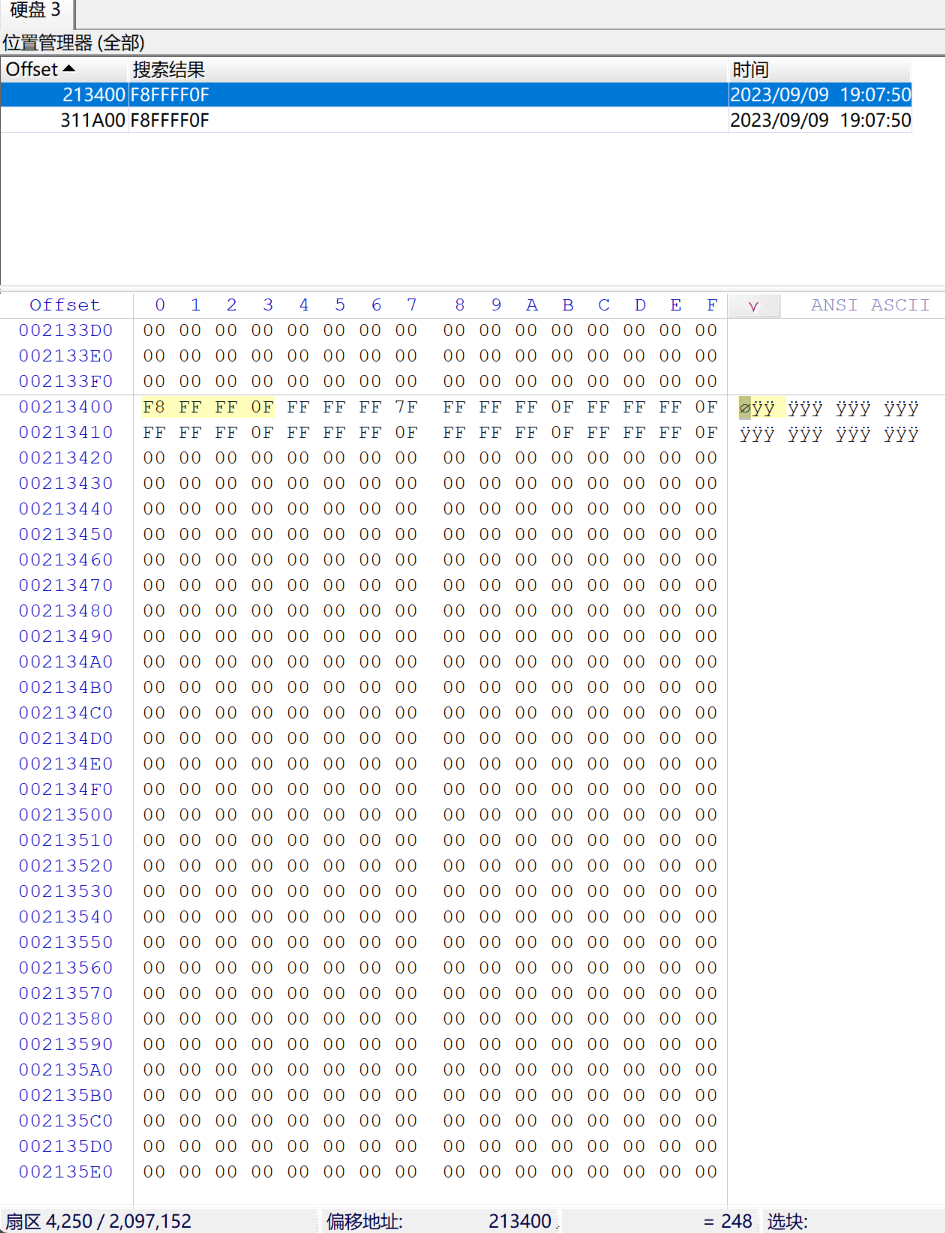 硬盘 3
位置管理器 (全部)
Offset 搜索结果 时间
213400 F8FFFF0F 2023/09/09 19:07:50
311A00 F8FFFF0F 2023/09/09 19:07:50
Offset 0 1 2 3 4 5 6 7 8 9 A B C D E F ANSI ASCII
002133D0 00 00 00 00 00 00 00 00 00 00 00 00 00 00 00 00
002133E0 00 00 00 00 00 00 00 00 00 00 00 00 00 00 00 00
002133F0 00 00 00 00 00 00 00 00 00 00 00 00 00 00 00 00
00213400 F8 FF FF 0F FF FF FF 7F FF FF FF 0F FF FF FF 0F øÿÿ ÿÿÿ ÿÿÿ ÿÿÿ
00213410 FF FF FF 0F FF FF FF 0F FF FF FF 0F FF FF FF 0F ÿÿÿ ÿÿÿ ÿÿÿ ÿÿÿ
00213420 00 00 00 00 00 00 00 00 00 00 00 00 00 00 00 00
00213430 00 00 00 00 00 00 00 00 00 00 00 00 00 00 00 00
00213440 00 00 00 00 00 00 00 00 00 00 00 00 00 00 00 00
00213450 00 00 00 00 00 00 00 00 00 00 00 00 00 00 00 00
00213460 00 00 00 00 00 00 00 00 00 00 00 00 00 00 00 00
00213470 00 00 00 00 00 00 00 00 00 00 00 00 00 00 00 00
00213480 00 00 00 00 00 00 00 00 00 00 00 00 00 00 00 00
00213490 00 00 00 00 00 00 00 00 00 00 00 00 00 00 00 00
002134A0 00 00 00 00 00 00 00 00 00 00 00 00 00 00 00 00
002134B0 00 00 00 00 00 00 00 00 00 00 00 00 00 00 00 00
002134C0 00 00 00 00 00 00 00 00 00 00 00 00 00 00 00 00
002134D0 00 00 00 00 00 00 00 00 00 00 00 00 00 00 00 00
002134E0 00 00 00 00 00 00 00 00 00 00 00 00 00 00 00 00
002134F0 00 00 00 00 00 00 00 00 00 00 00 00 00 00 00 00
00213500 00 00 00 00 00 00 00 00 00 00 00 00 00 00 00 00
00213510 00 00 00 00 00 00 00 00 00 00 00 00 00 00 00 00
00213520 00 00 00 00 00 00 00 00 00 00 00 00 00 00 00 00
00213530 00 00 00 00 00 00 00 00 00 00 00 00 00 00 00 00
00213540 00 00 00 00 00 00 00 00 00 00 00 00 00 00 00 00
00213550 00 00 00 00 00 00 00 00 00 00 00 00 00 00 00 00
00213560 00 00 00 00 00 00 00 00 00 00 00 00 00 00 00 00
00213570 00 00 00 00 00 00 00 00 00 00 00 00 00 00 00 00
00213580 00 00 00 00 00 00 00 00 00 00 00 00 00 00 00 00
00213590 00 00 00 00 00 00 00 00 00 00 00 00 00 00 00 00
002135A0 00 00 00 00 00 00 00 00 00 00 00 00 00 00 00 00
002135B0 00 00 00 00 00 00 00 00 00 00 00 00 00 00 00 00
002135C0 00 00 00 00 00 00 00 00 00 00 00 00 00 00 00 00
002135D0 00 00 00 00 00 00 00 00 00 00 00 00 00 00 00 00
002135E0 00 00 00 00 00 00 00 00 00 00 00 00 00 00 00 00
扇区 4,250 / 2,097,152 偏移地址: 213400 = 248 选块: